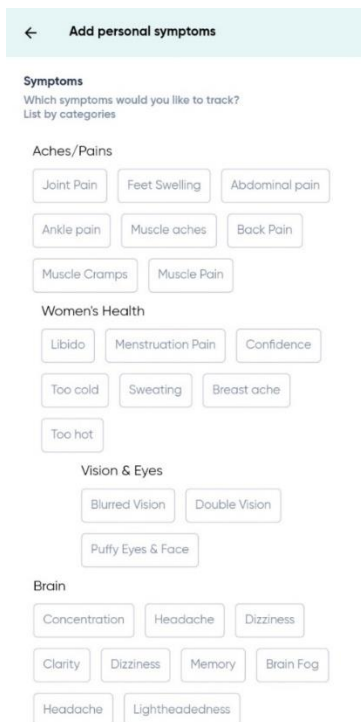 Add personal symptoms
Symptoms
Which symptoms would you like to track?
List by categories
Aches/Pains
Joint Pain Feet Swelling Abdominal pain
Ankle pain Muscle aches Back Pain
Muscle Cramps Muscle Pain
Women's Health
Libido Menstruation Pain Confidence
Too cold Sweating Breast ache
Too hot
Vision & Eyes
Blurred Vision Double Vision
Puffy Eyes & Face
Brain
Concentration Headache Dizziness
Clarity Dizziness Memory Brain Fog
Headache Lightheadedness